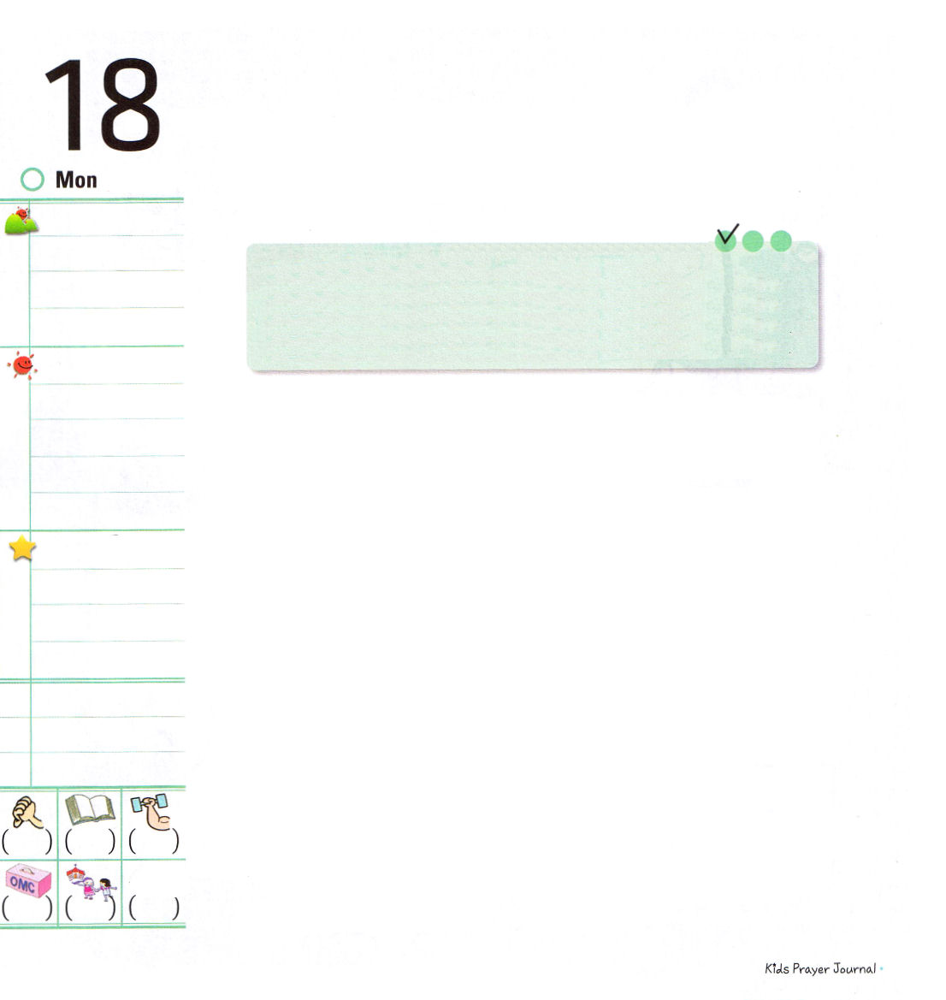 18
Mon
( ) ( ) ( )
OMC
( ) ( ) ( )
Kids Prayer Journal